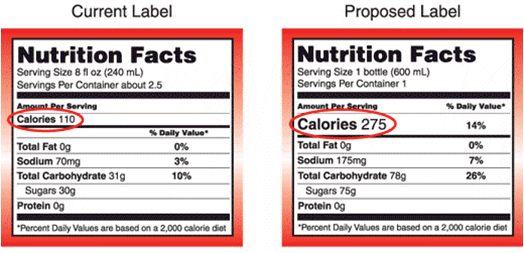 Current Label
Nutrition Facts
Serving Size 8 fl oz (240 mL)
Servings Per Container about 2.5
Amount Per Serving
Calories 110
% Daily Value*
Total Fat 0g 0%
Sodium 70mg 3%
Total Carbohydrate 31g 10%
Sugars 30g
Protein 0g
*Percent Daily Values are based on a 2,000 calorie diet
Proposed Label
Nutrition Facts
Serving Size 1 bottle (600 mL)
Servings Per Container 1
Amount Per Serving % Daily Value*
Calories 275 14%
Total Fat 0g 0%
Sodium 175mg 7%
Total Carbohydrate 78g 26%
Sugars 75g
Protein 0g
*Percent Daily Values are based on a 2,000 calorie diet